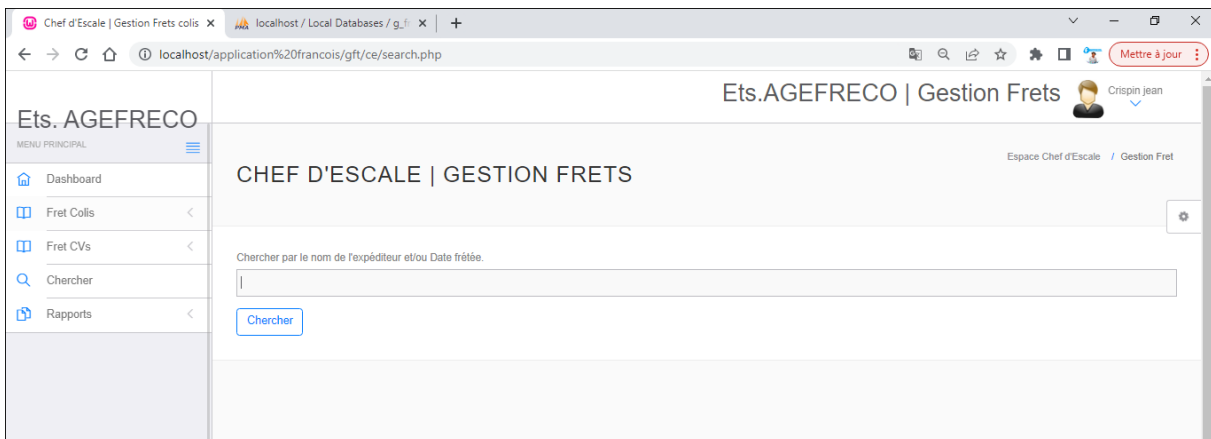 Chef d'Escale | Gestion Frets colis
localhost / Local Databases / g_fr
localhost/application%20francois/gft/ce/search.php
Mettre à jour
Ets. AGEFRECO
Ets.AGEFRECO | Gestion Frets
Crispin jean
MENU PRINCIPAL
Dashboard
Fret Colis
Fret CVs
Chercher
Rapports
CHEF D'ESCALE | GESTION FRETS
Espace Chef d'Escale / Gestion Fret
Chercher par le nom de l'expéditeur et/ou Date frétée.
Chercher